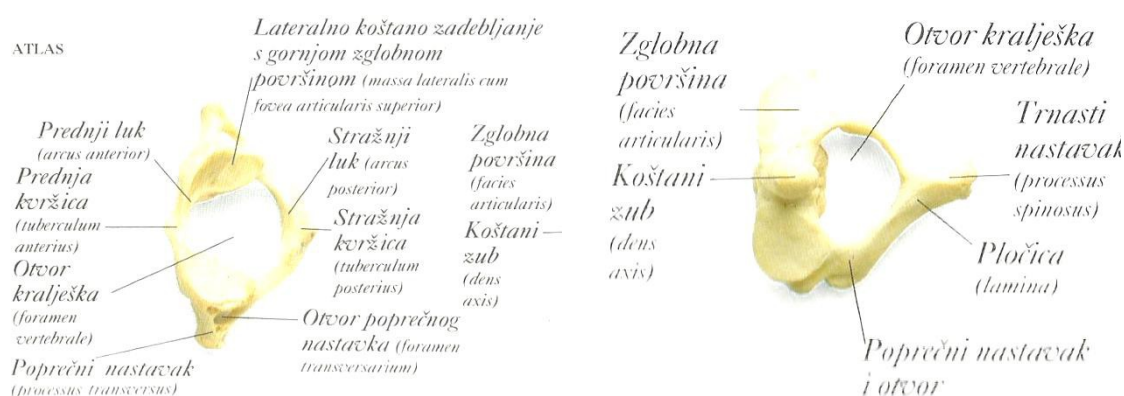 ATLAS
Lateralno koštano zadebljanje
s gornjom zglobnom
površinom (massa lateralis cum
fovea articularis superior)
Prednji luk
(arcus anterior)
Prednja
kvržica
(tuberculum
anterius)
Otvor
kralješka
(foramen
vertebrale)
Poprečni nastavak
(processus transversus)
Stražnji
luk (arcus
posterior)
Stražnja
kvržica
(tuberculum
posterius)
Otvor poprečnog
nastavka (foramen
transversarium)
Zglobna
površina
(facies
articularis)
Koštani
zub
(dens
axis)
Zglobna
površina
(facies
articularis)
Koštani
zub
(dens
axis)
Otvor kralješka
(foramen vertebrale)
Trnasti
nastavak
(processus
spinosus)
Pločica
(lamina)
Poprečni nastavak
i otvor